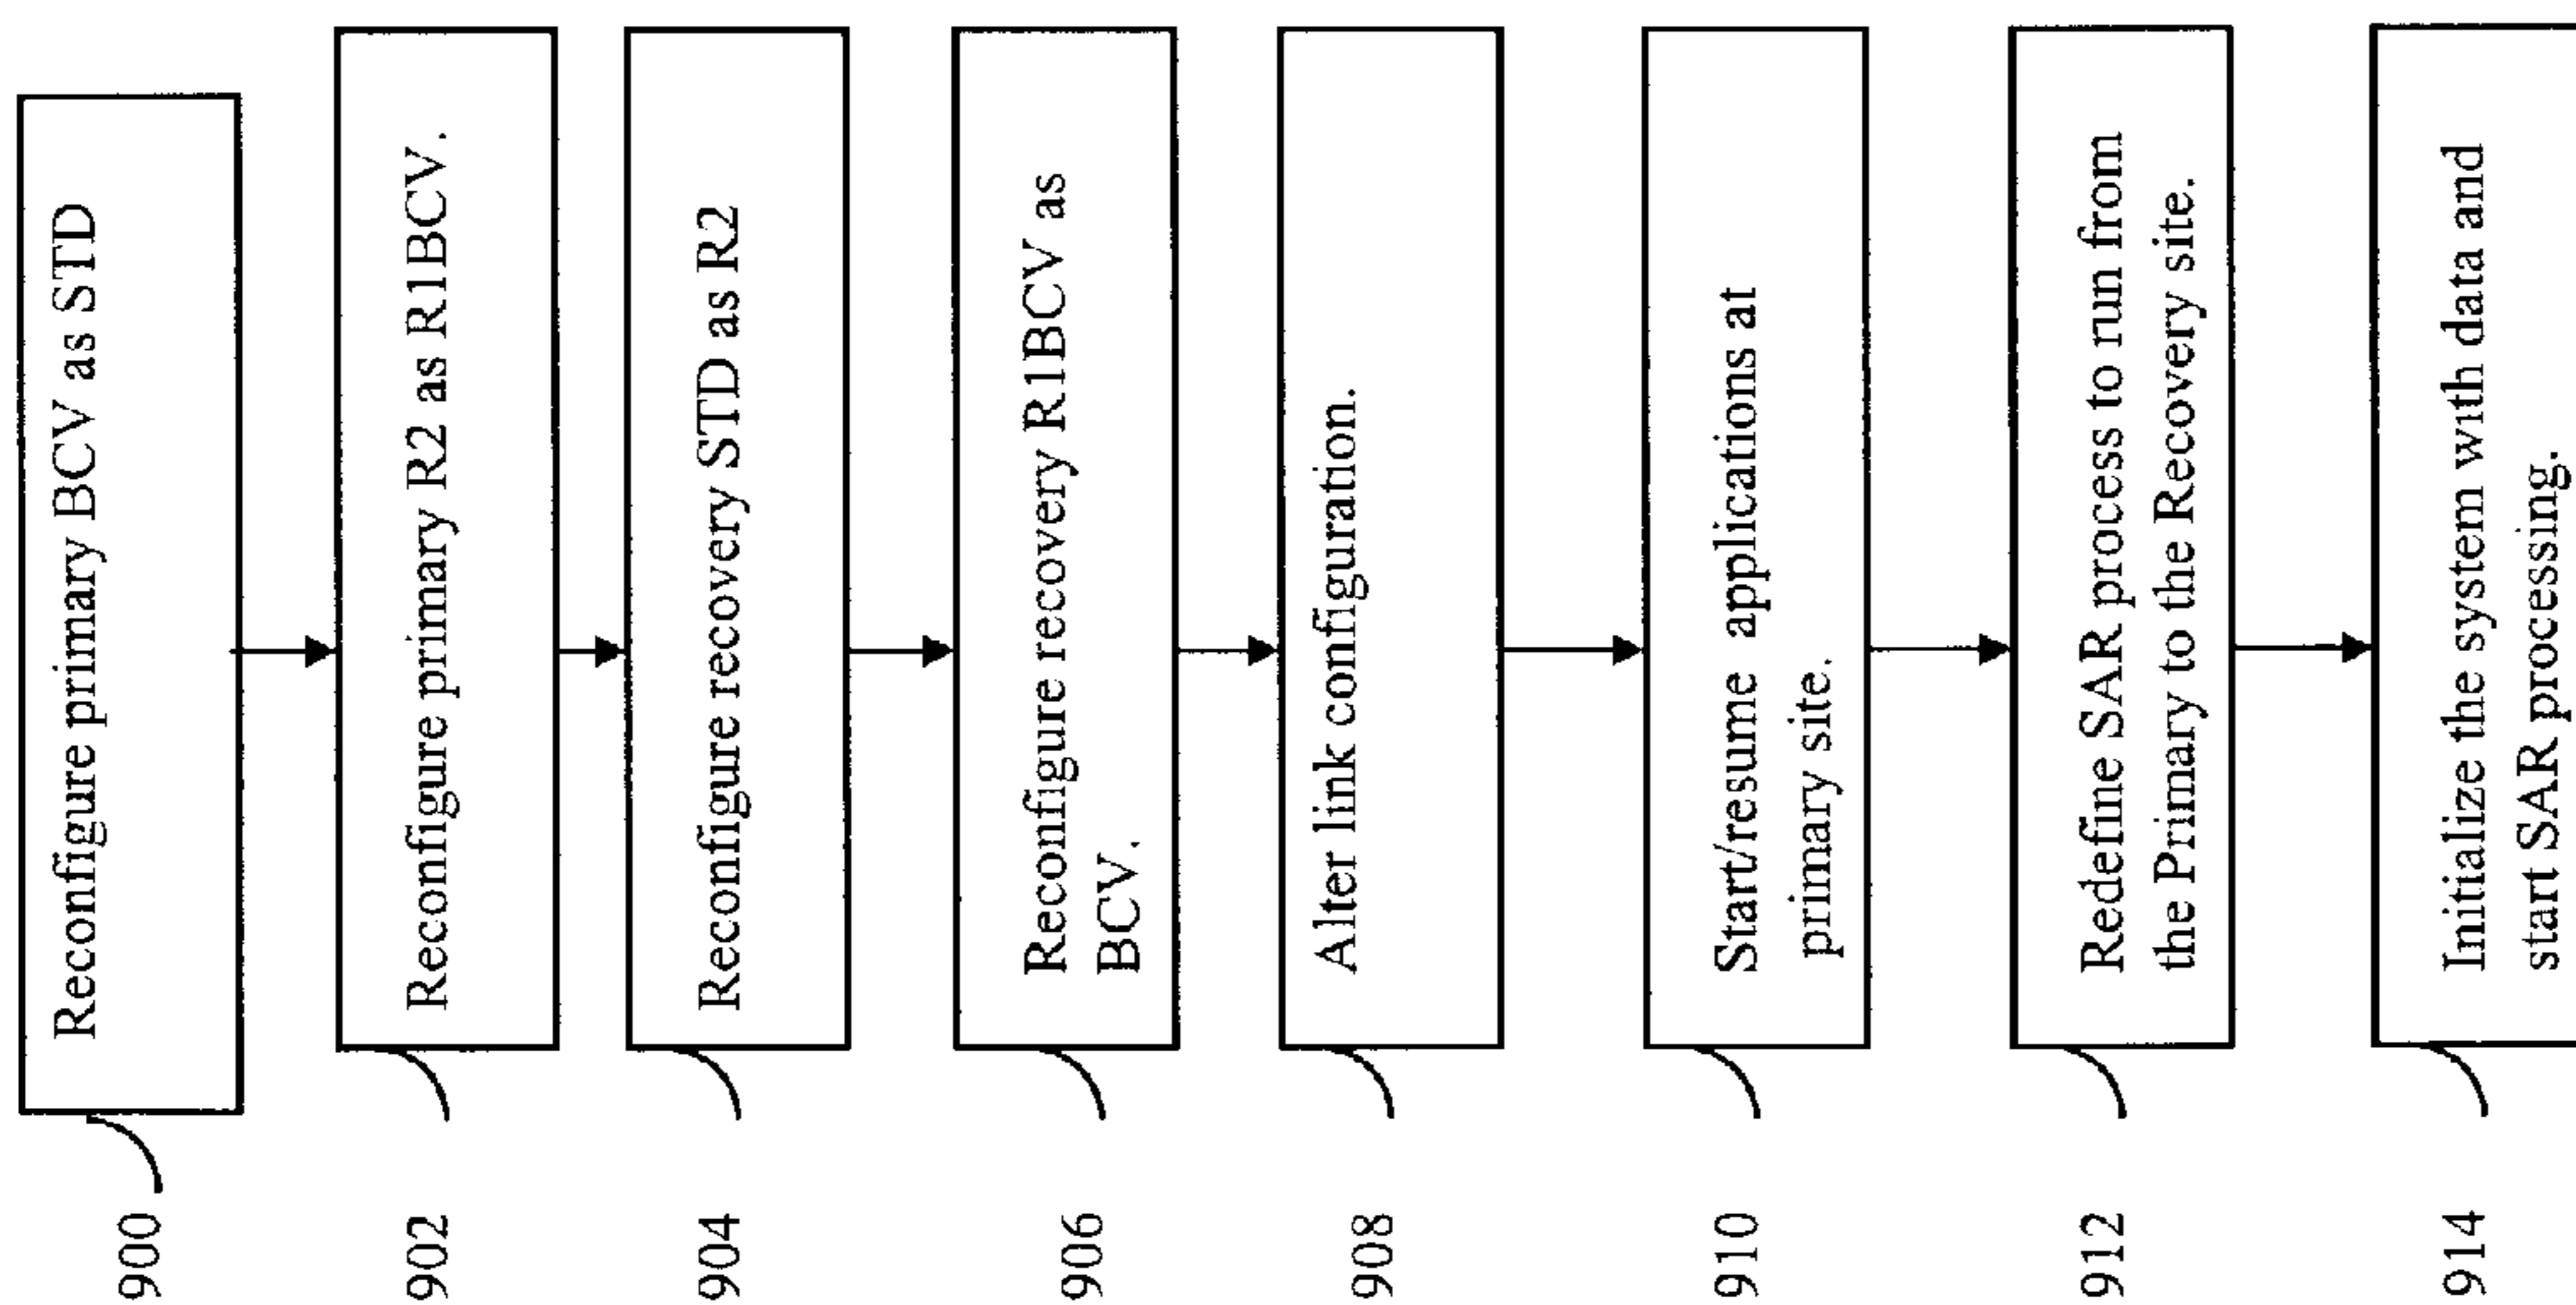 900
Reconfigure primary BCV as STD
902
Reconfigure primary R2 as R1BCV.
904
Reconfigure recovery STD as R2
906
Reconfigure recovery R1BCV as
BCV.
908
Alter link configuration.
910
Start/resume applications at
primary site.
912
Redefine SAR process to run from
the Primary to the Recovery site.
914
Initialize the system with data and
start SAR processing.